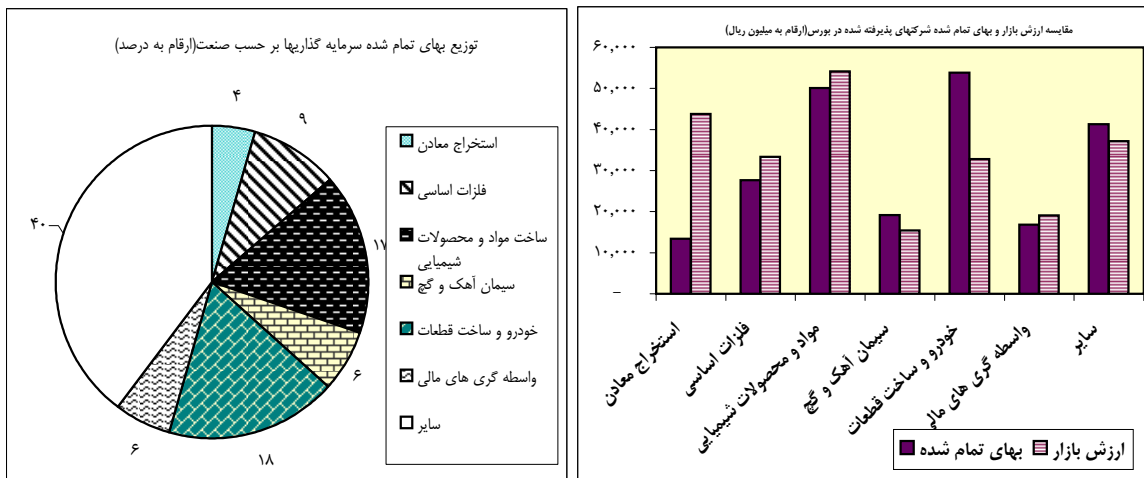 توزیع بهای تمام شده سرمایه گذاریها بر حسب صنعت(ارقام به درصد)
۴
۹
۱۷
۶
۱۸
۶
۴۰
استخراج معادن
فلزات اساسی
ساخت مواد و محصولات
شیمیایی
سیمان آهک و گچ
خودرو و ساخت قطعات
واسطه گری های مالی
سایر
مقایسه ارزش بازار و بهای تمام شده شرکتهای پذیرفته شده در بورس(ارقام به میلیون ریال)
۶۰,۰۰۰
۵۰,۰۰۰
۴۰,۰۰۰
۳۰,۰۰۰
۲۰,۰۰۰
۱۰,۰۰۰
–
استخراج معادن
فلزات اساسی
مواد و محصولات شیمیایی
سیمان آهک و گچ
خودرو و ساخت قطعات
واسطه گری های مالی
سایر
بهای تمام شده
ارزش بازار